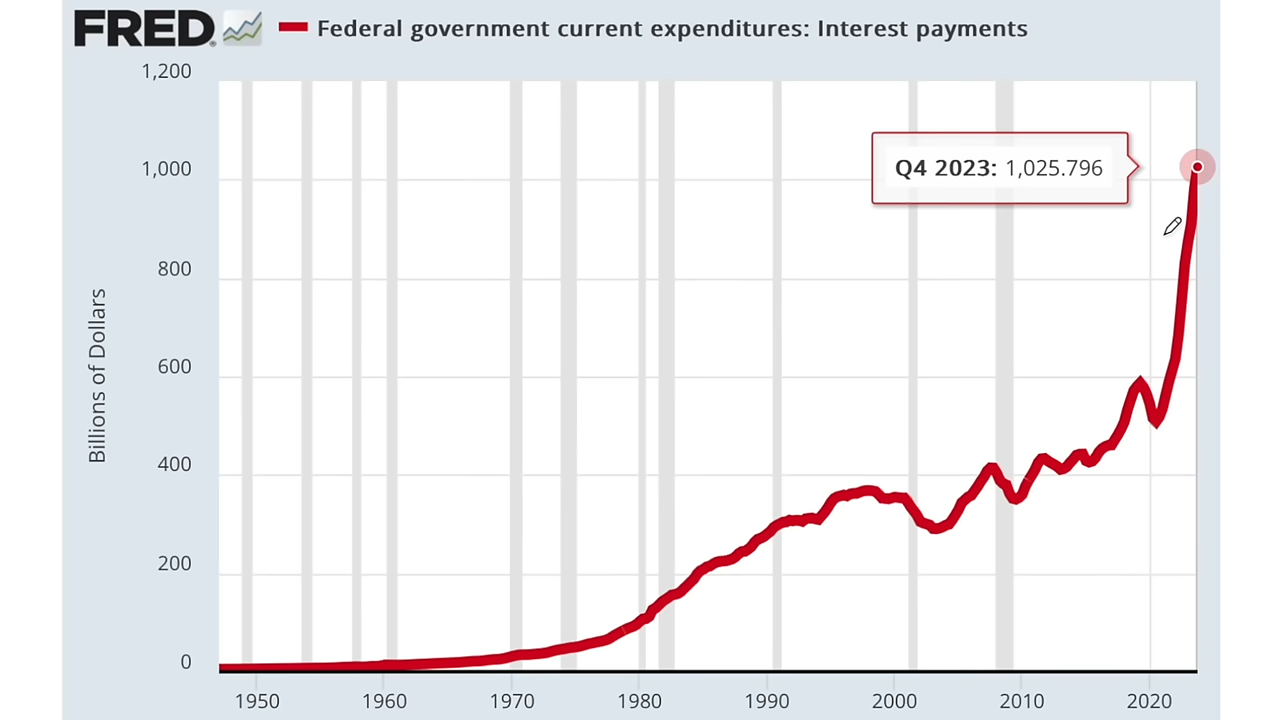 FRED
Federal government current expenditures: Interest payments
1,200
1,000
800
600
400
200
0
Billions of Dollars
Q4 2023: 1,025.796
1950 1960 1970 1980 1990 2000 2010 2020